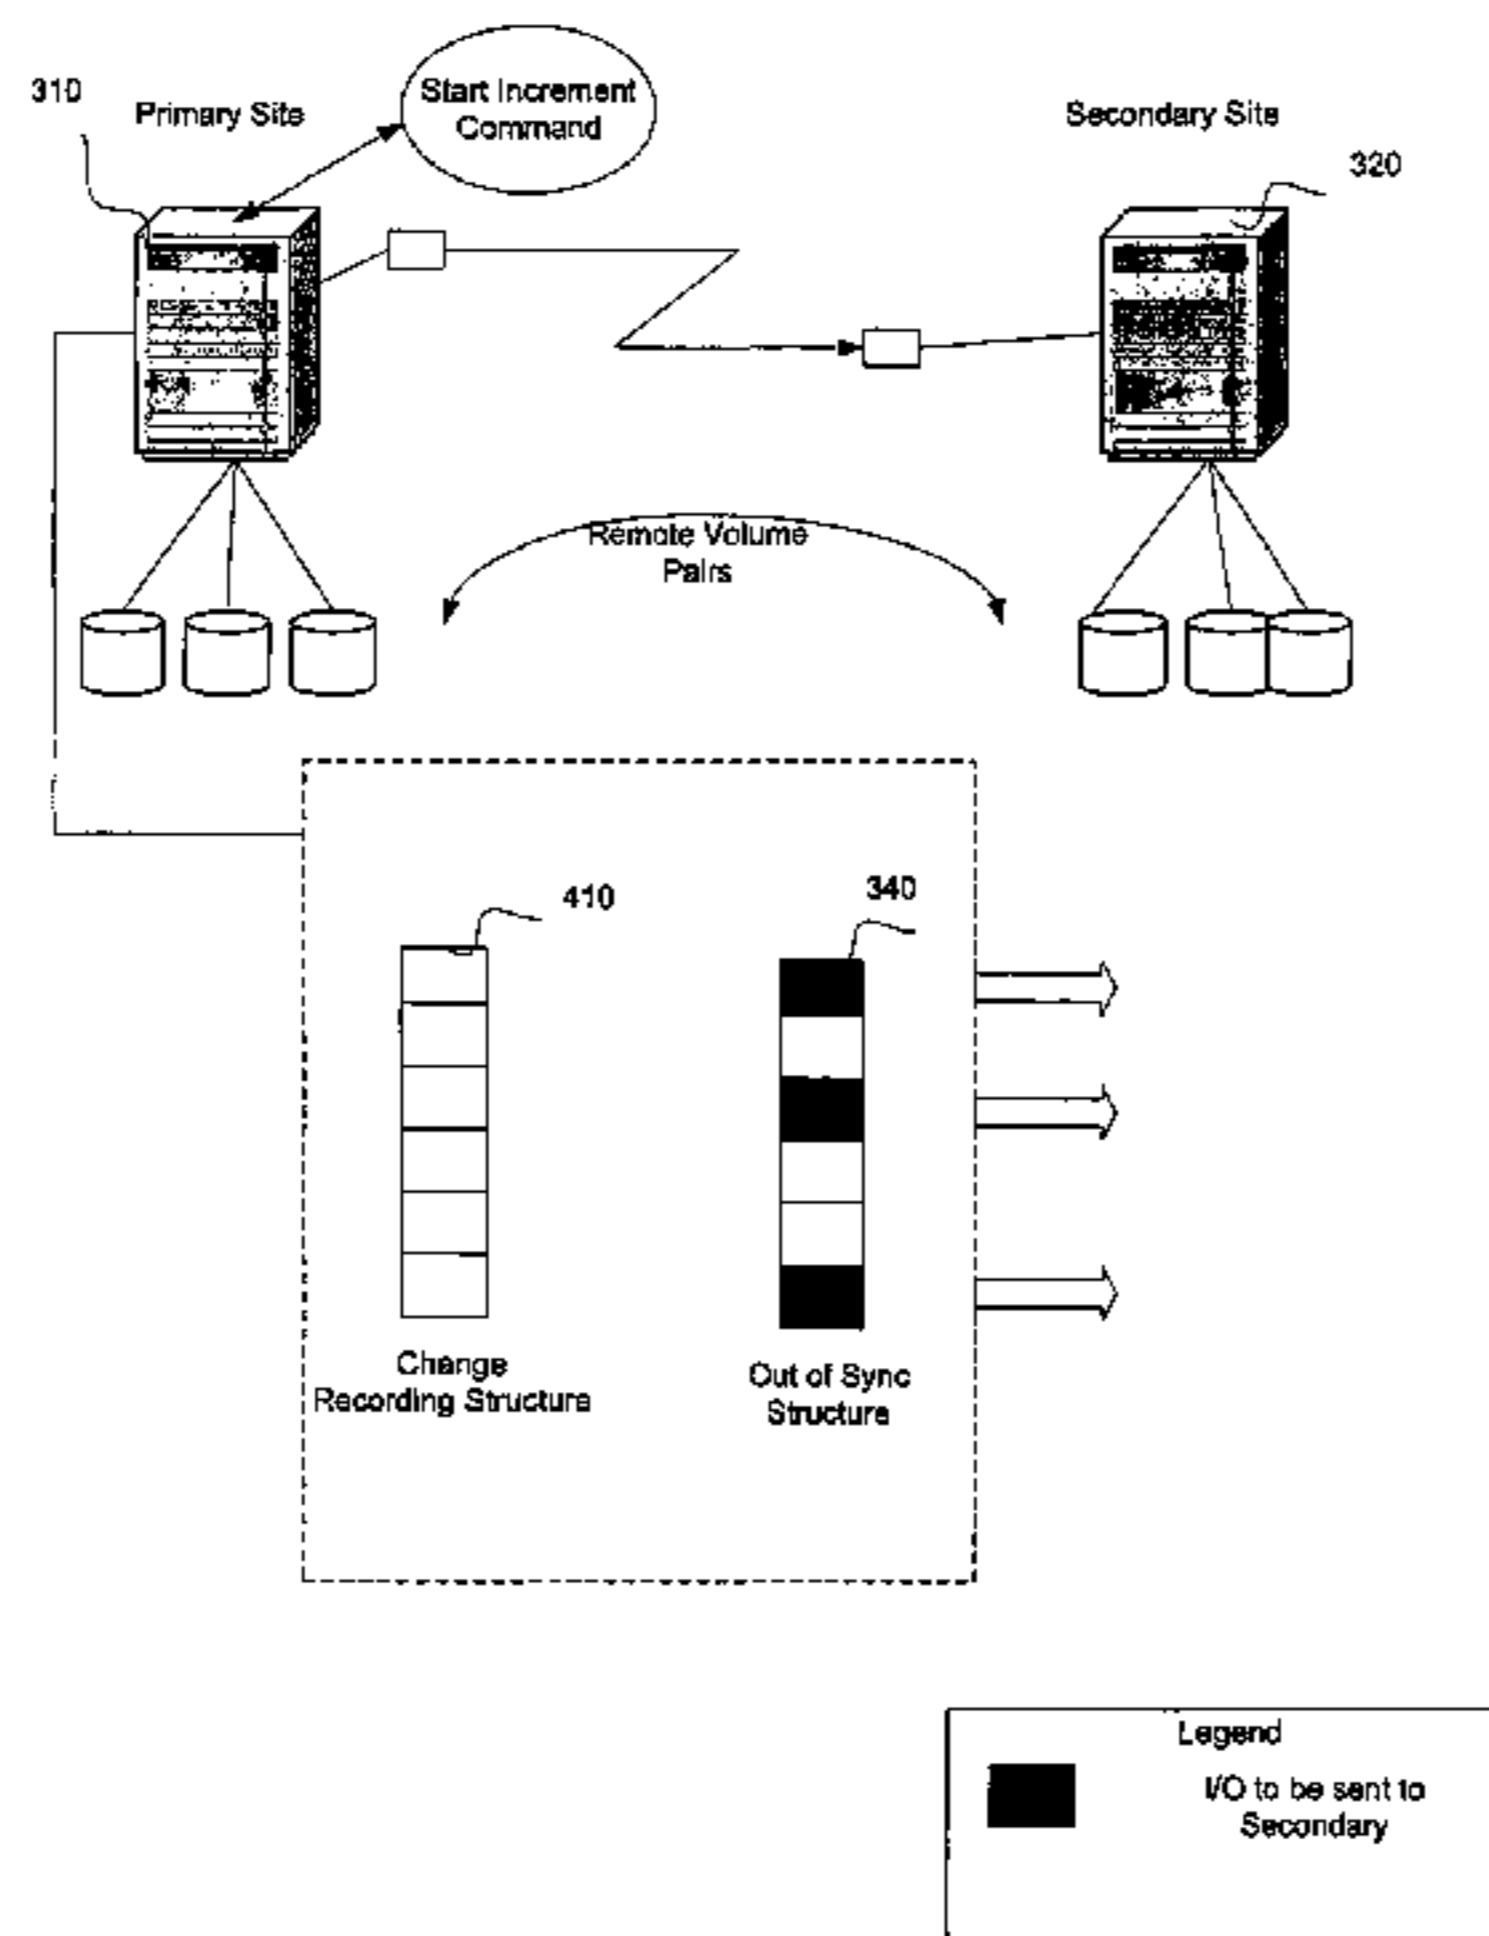 310
Primary Site
Start Increment
Command
Secondary Site
320
Remote Volume
Pairs
410
340
Change
Recording Structure
Out of Sync
Structure
Legend
I/O to be sent to
Secondary